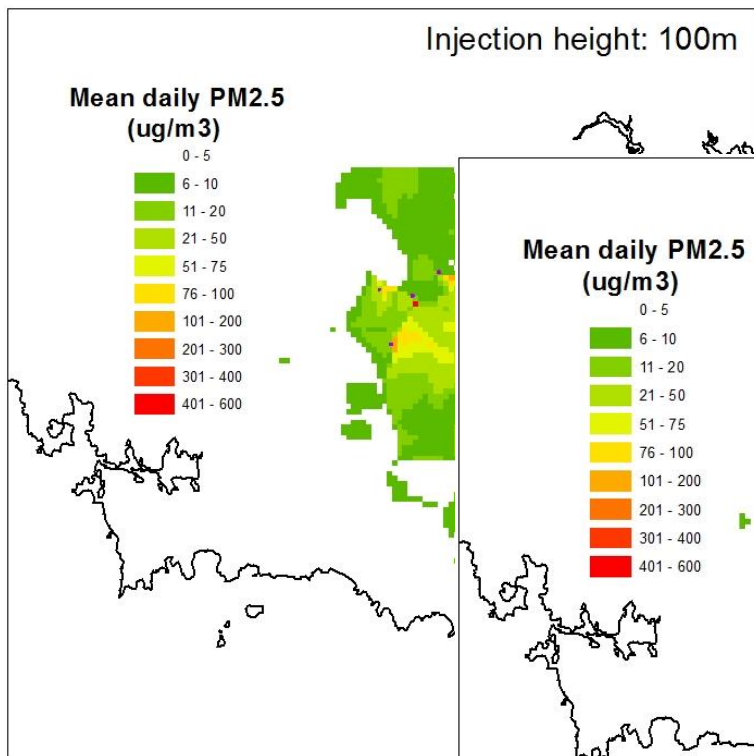 Injection height: 100m
Mean daily PM2.5
(ug/m3)
0 - 5
6 - 10
11 - 20
21 - 50
51 - 75
76 - 100
101 - 200
201 - 300
301 - 400
401 - 600
Mean daily PM2.5
(ug/m3)
0 - 5
6 - 10
11 - 20
21 - 50
51 - 75
76 - 100
101 - 200
201 - 300
301 - 400
401 - 600